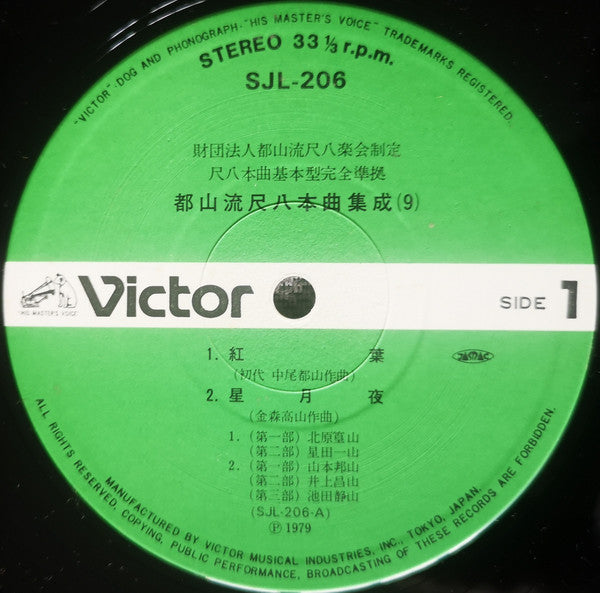 "VICTOR"-DOG AND PHONOGRAPH-"HIS MASTER'S VOICE" TRADEMARKS REGISTERED.
STEREO 33⅓ r.p.m.
SJL-206
財団法人都山流尺八楽会制定
尺八本曲基本型完全準拠
都山流尺八本曲集成(9)
"HIS MASTER'S VOICE"
Victor
SIDE 1
1. 紅葉
(初代 中尾都山作曲)
JASRAC
2. 星月夜
(金森高山作曲)
1. (第一部) 北原篁山
(第二部) 星田一山
2. (第一部) 山本邦山
(第二部) 井上昌山
(第三部) 池田静山
(SJL-206-A)
Ⓟ 1979
MANUFACTURED BY VICTOR MUSICAL INDUSTRIES, INC., TOKYO, JAPAN.
ALL RIGHTS RESERVED, COPYING, PUBLIC PERFORMANCE, BROADCASTING OF THESE RECORDS ARE FORBIDDEN.